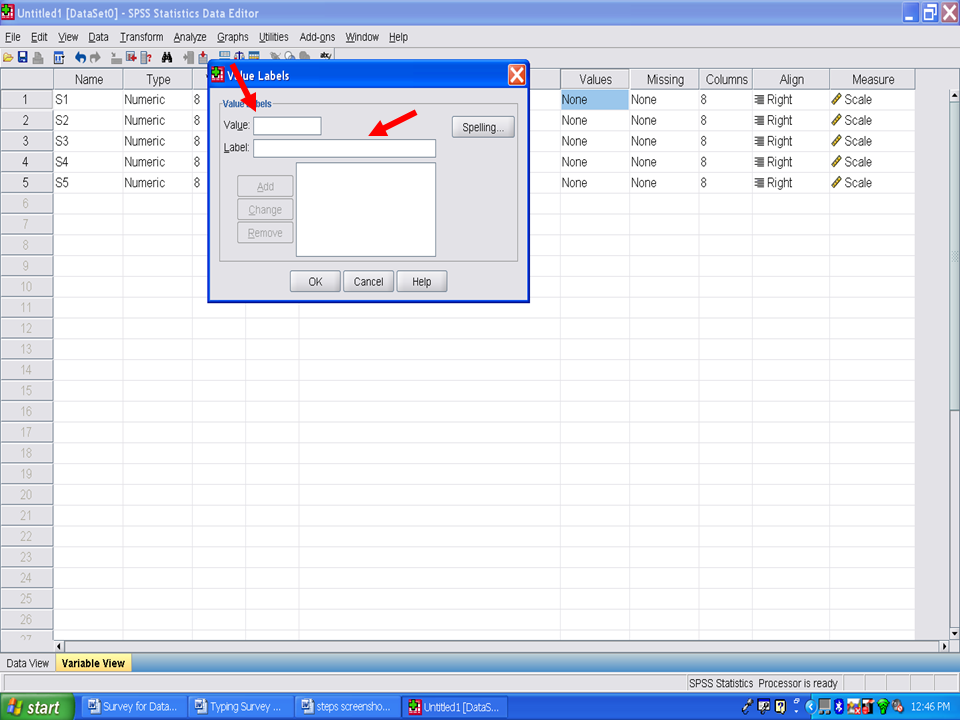 Untitled1 [DataSet0] - SPSS Statistics Data Editor
File Edit View Data Transform Analyze Graphs Utilities Add-ons Window Help
Name Type Values Missing Columns Align Measure
1 S1 Numeric 8 None None 8 Right Scale
2 S2 Numeric 8 None None 8 Right Scale
3 S3 Numeric 8 None None 8 Right Scale
4 S4 Numeric 8 None None 8 Right Scale
5 S5 Numeric 8 None None 8 Right Scale
6
7
8
9
10
11
12
13
14
15
16
17
18
19
20
21
22
23
24
25
26
27
Value Labels
Value Labels
Value:
Spelling...
Label:
Add
Change
Remove
OK Cancel Help
Data View Variable View
SPSS Statistics Processor is ready
start Survey for Data... Typing Survey ... steps screensho... Untitled1 [DataS... 12:46 PM